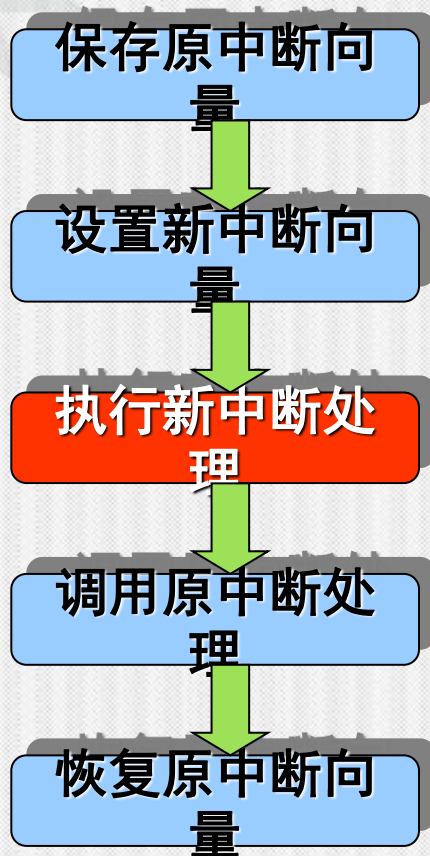 保存原中断向
量
设置新中断向
量
执行新中断处
理
调用原中断处
理
恢复原中断向
量